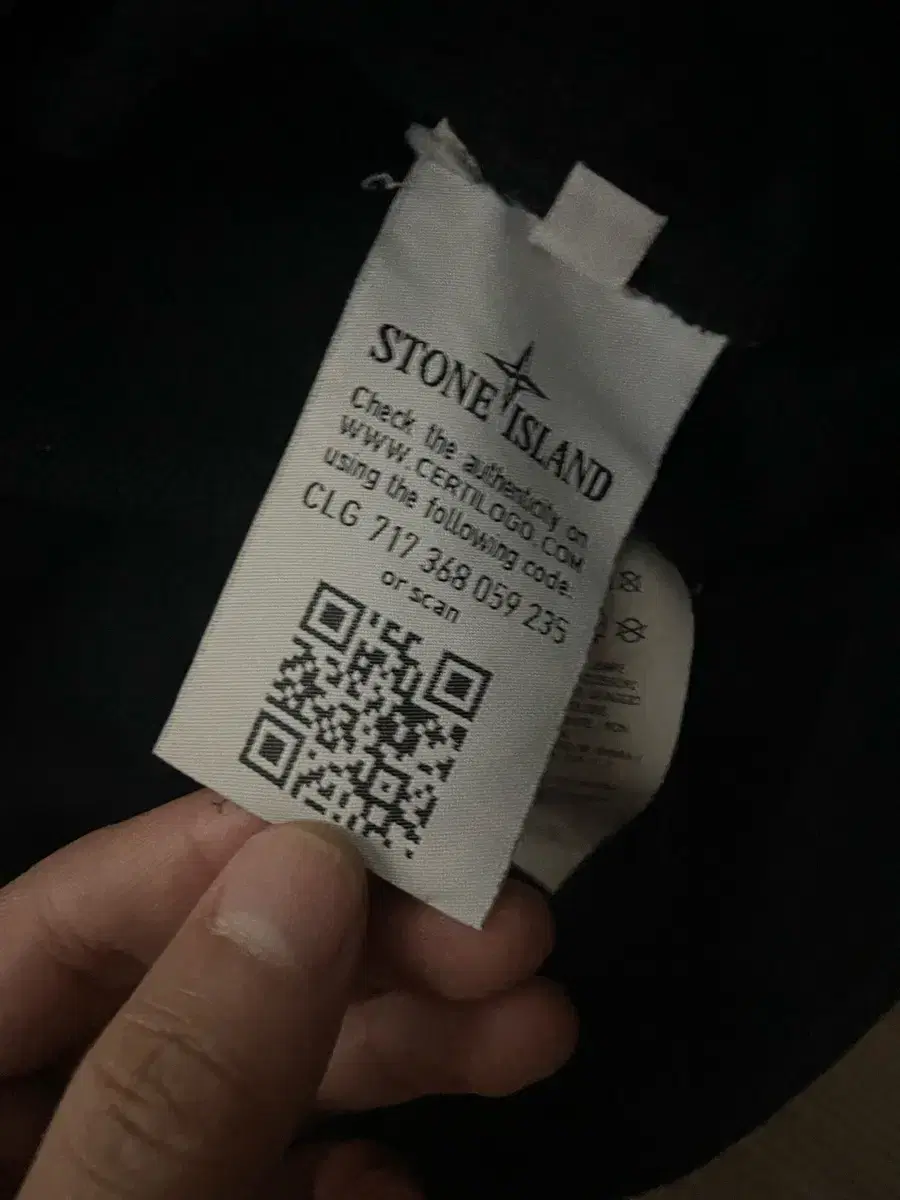 STONE ISLAND
Check the authenticity on
WWW.CERTILOGO.COM
using the following code:
CLG 717 368 059 235
or scan